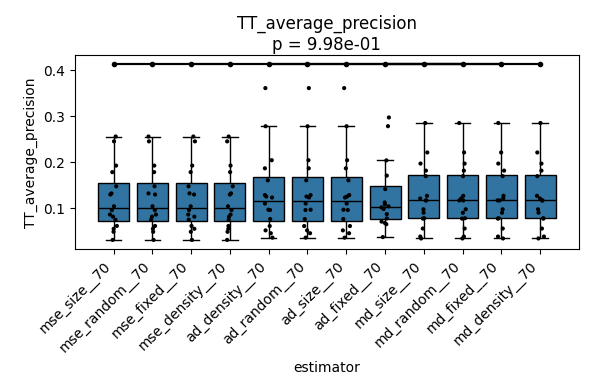 TT_average_precision
p = 9.98e-01
TT_average_precision
0.4
0.3
0.2
0.1
mse_size__70
mse_random__70
mse_fixed__70
mse_density__70
ad_density__70
ad_random__70
ad_size__70
ad_fixed__70
md_size__70
md_random__70
md_fixed__70
md_density__70
estimator